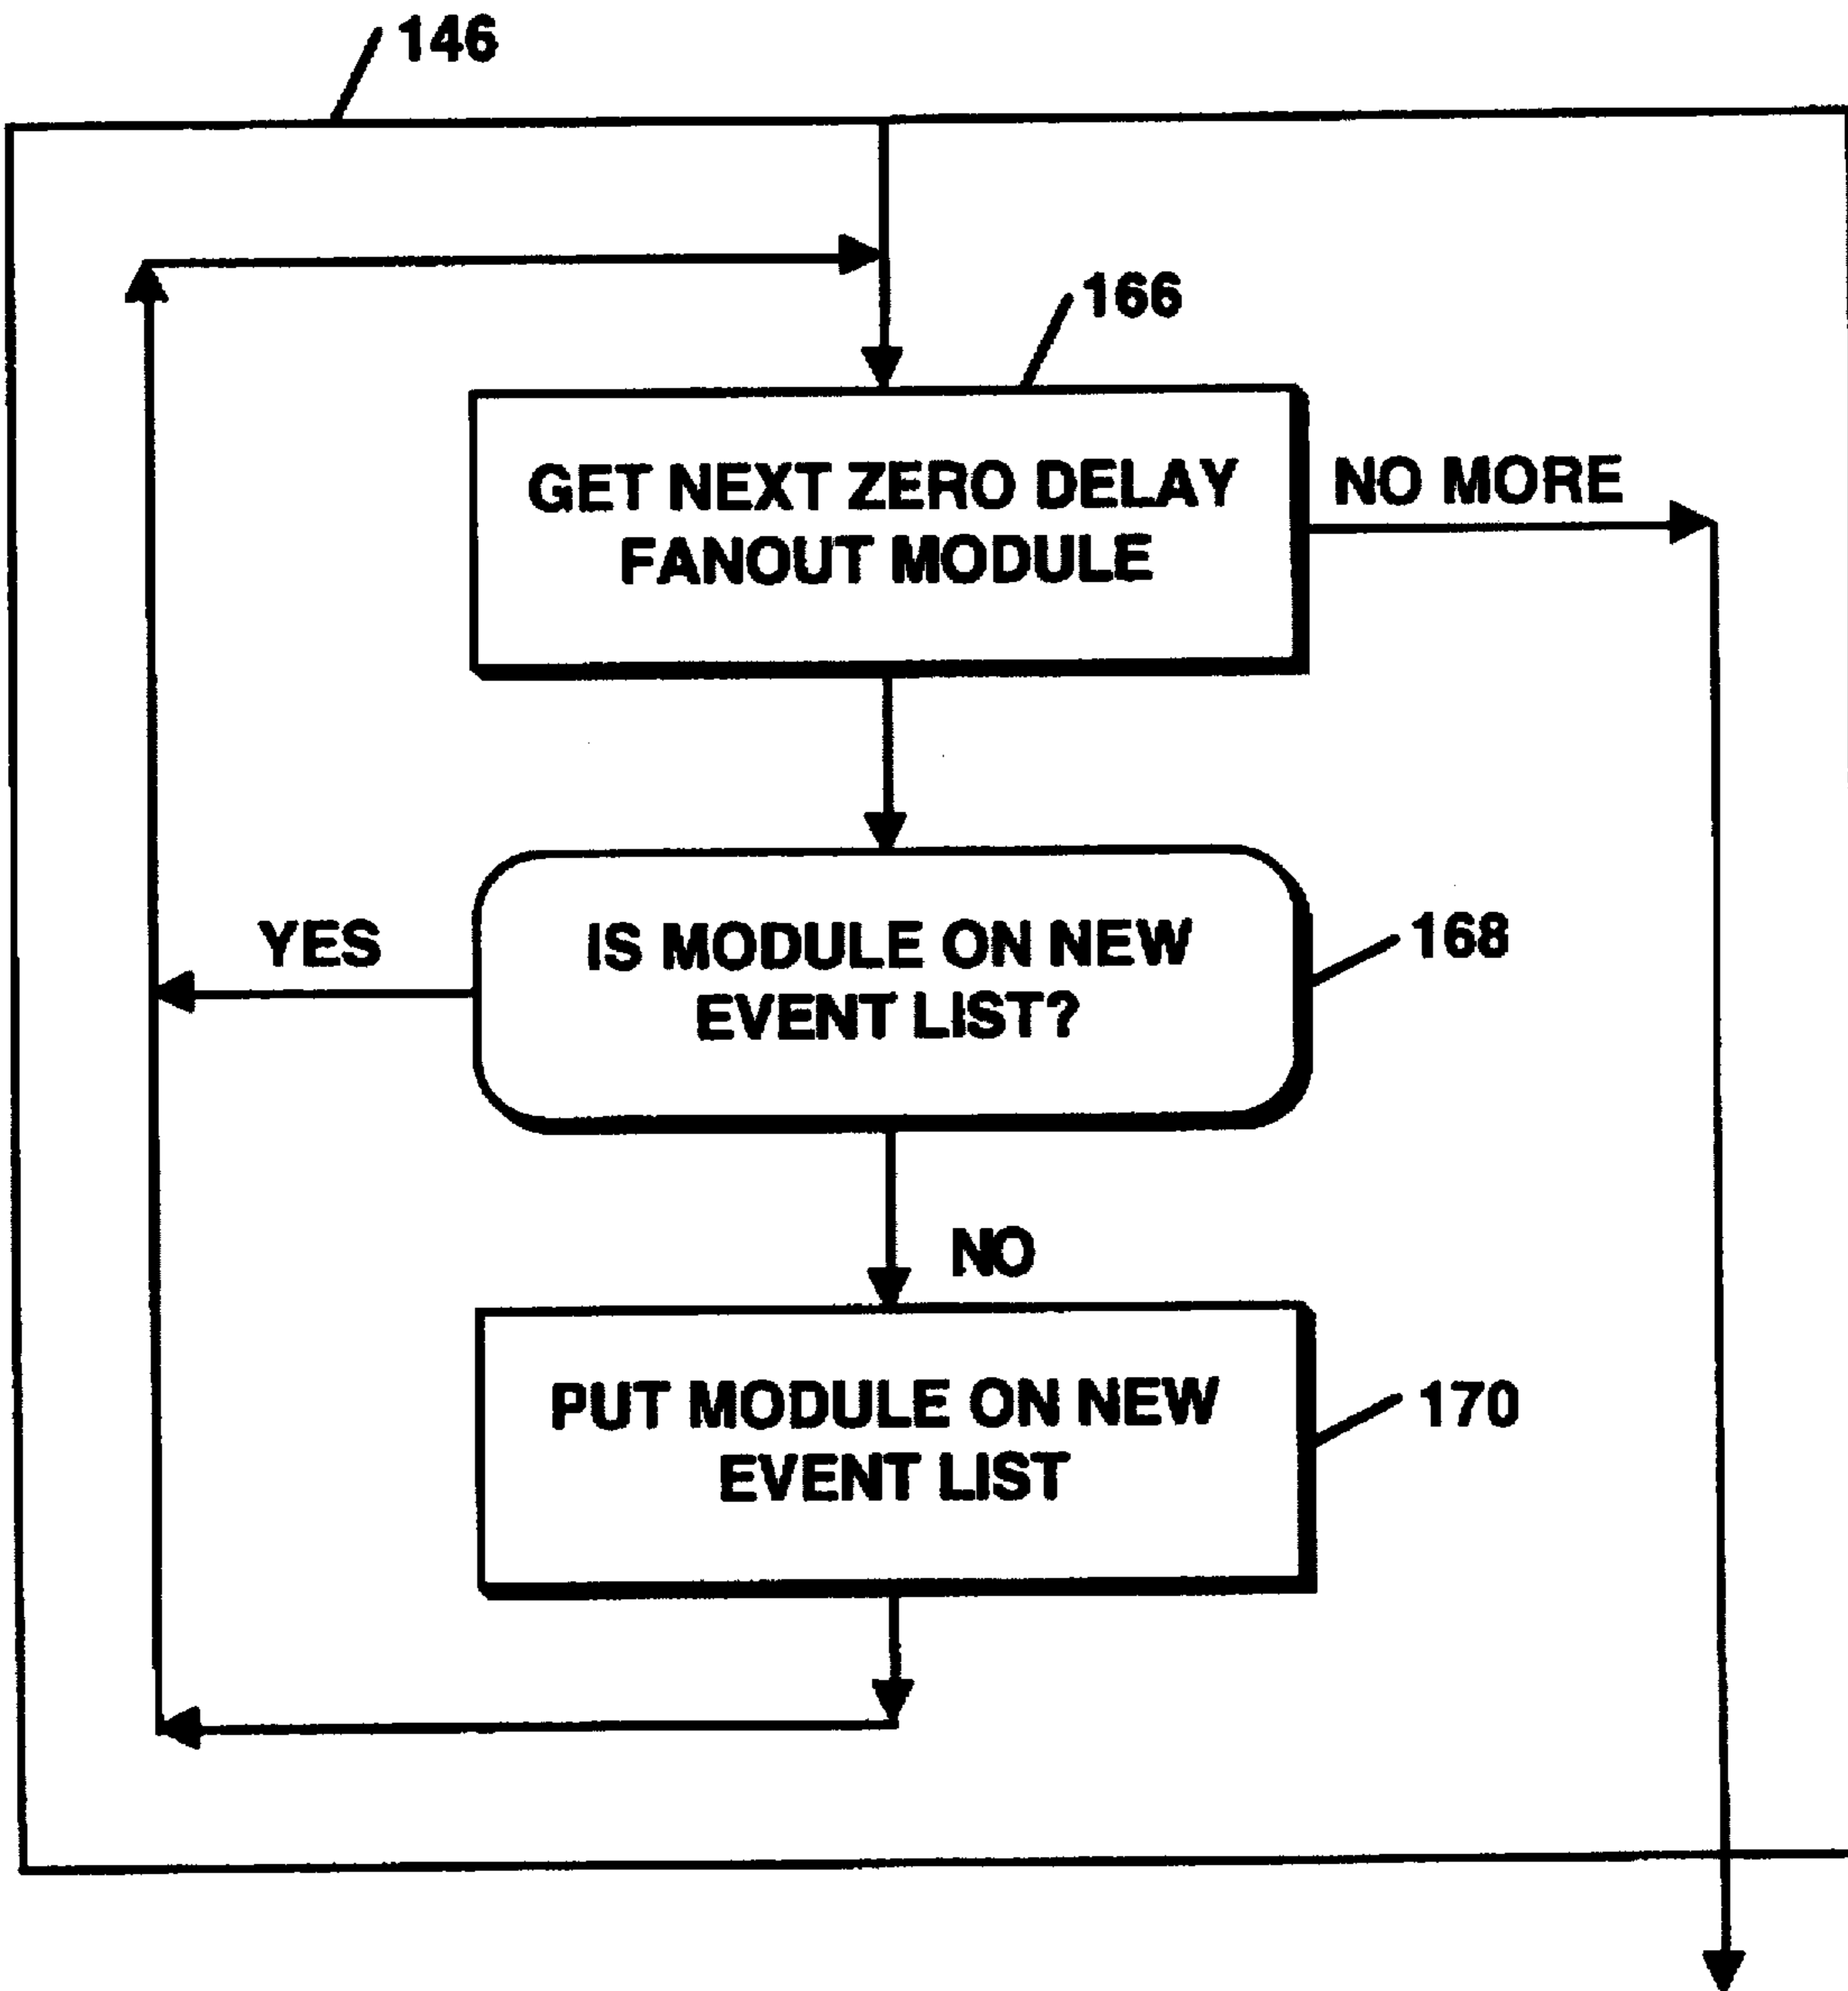 146
166
GET NEXT ZERO DELAY
FANOUT MODULE
NO MORE
IS MODULE ON NEW
EVENT LIST?
YES
168
NO
PUT MODULE ON NEW
EVENT LIST
170